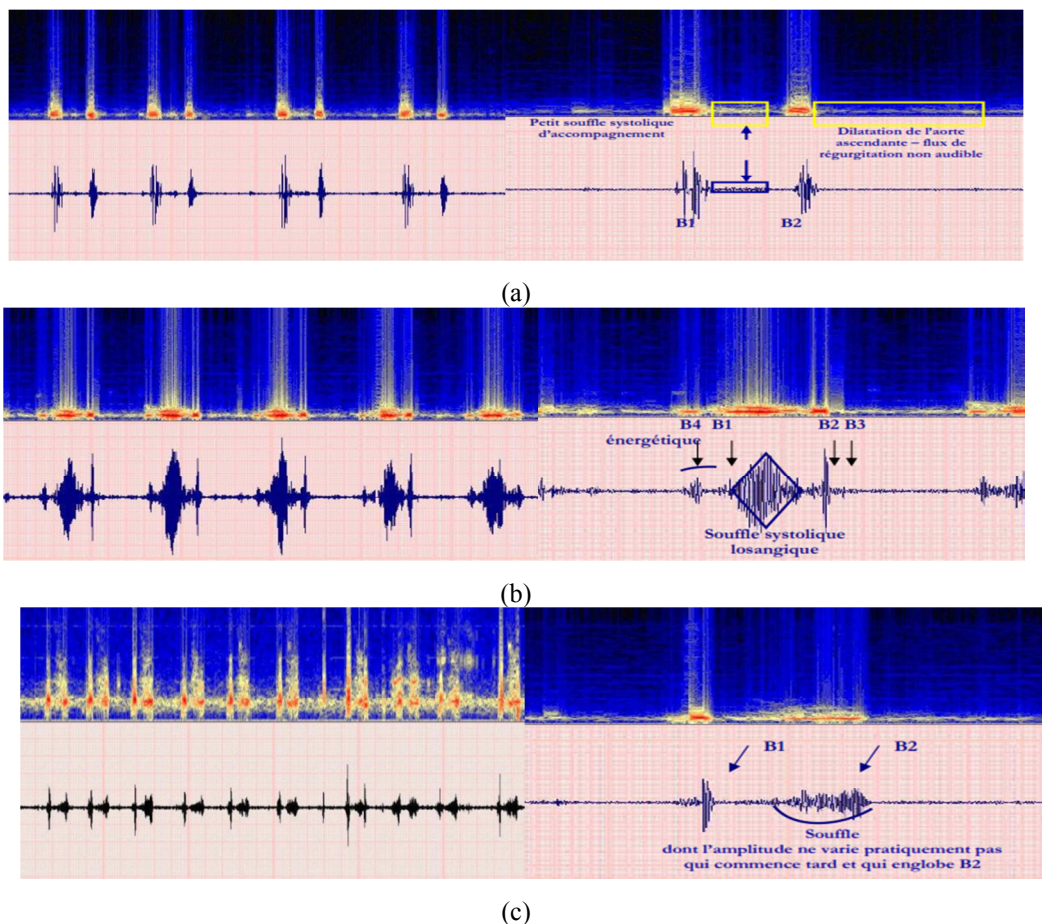 Petit souffle systolique
d'accompagnement
Dilatation de l'aorte
ascendante – flux de
régurgitation non audible
B1 B2
(a)
B4 B1 B2 B3
énergétique
Souffle systolique
losangique
(b)
B1 B2
Souffle
dont l'amplitude ne varie pratiquement pas
qui commence tard et qui englobe B2
(c)